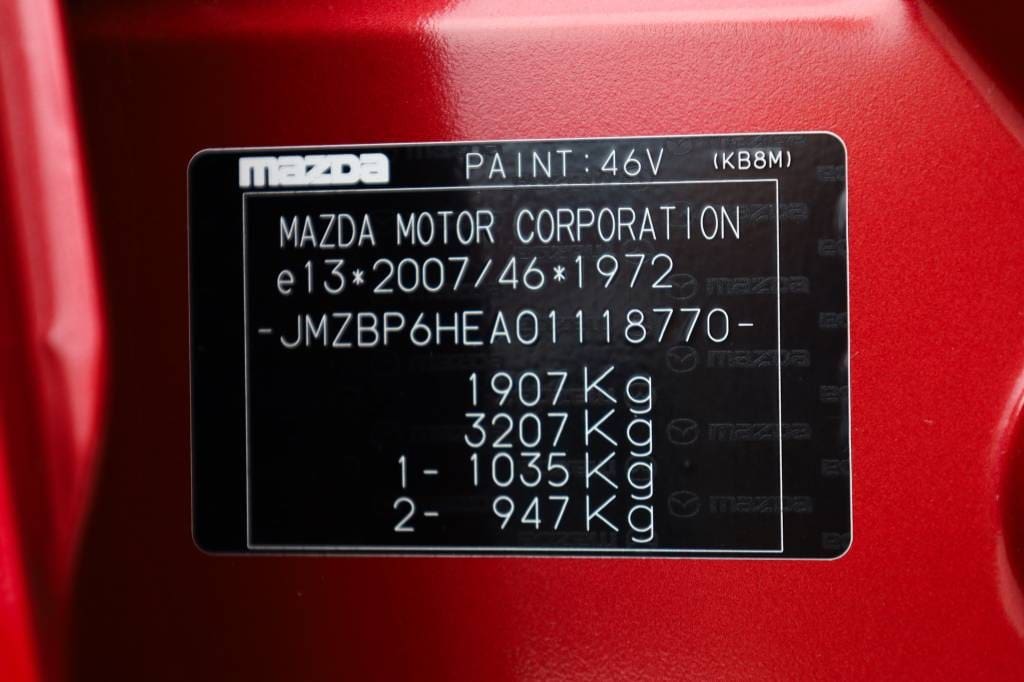 mazda PAINT:46V (KB8M)
MAZDA MOTOR CORPORATION
e13*2007/46*1972
-JMZBP6HEA01118770-
1907Kg
3207Kg
1- 1035Kg
2- 947Kg